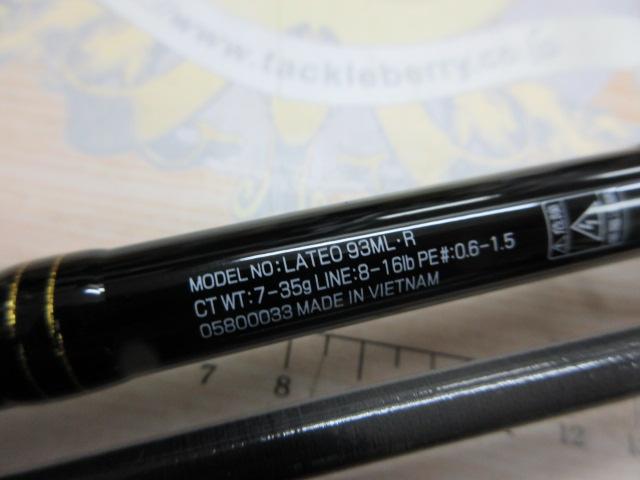 www.tackleberry.co.jp
MODEL NO:LATEO 93ML·R
CT WT:7-35g LINE:8-16lb PE#:0.6-1.5
05800033 MADE IN VIETNAM
7 8 12 13